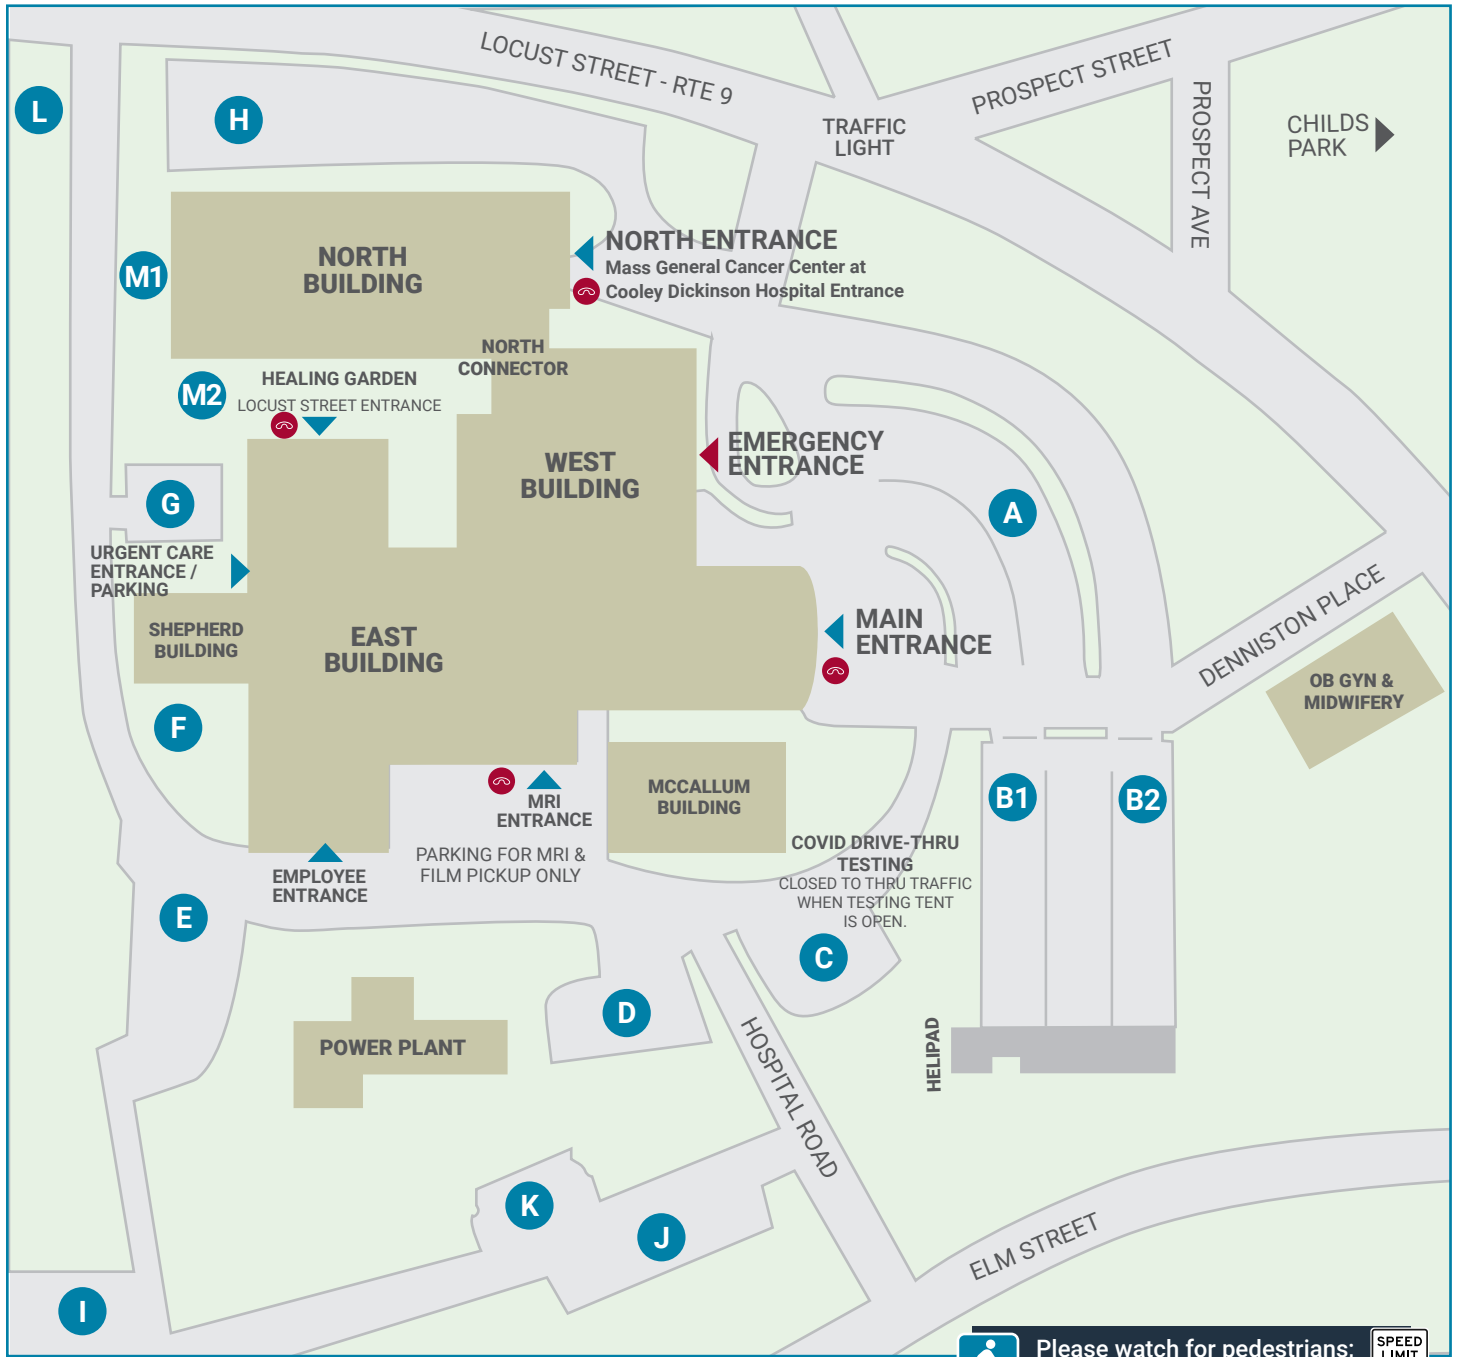 LOCUST STREET - RTE 9
PROSPECT STREET
PROSPECT AVE
CHILDS
PARK
TRAFFIC
LIGHT
L
H
NORTH
BUILDING
M1
NORTH ENTRANCE
Mass General Cancer Center at
Cooley Dickinson Hospital Entrance
NORTH
CONNECTOR
M2
HEALING GARDEN
LOCUST STREET ENTRANCE
WEST
BUILDING
EMERGENCY
ENTRANCE
A
G
URGENT CARE
ENTRANCE /
PARKING
SHEPHERD
BUILDING
EAST
BUILDING
MAIN
ENTRANCE
DENNISTON PLACE
OB GYN &
MIDWIFERY
F
MRI
ENTRANCE
MCCALLUM
BUILDING
B1
B2
PARKING FOR MRI &
FILM PICKUP ONLY
EMPLOYEE
ENTRANCE
COVID DRIVE-THRU
TESTING
CLOSED TO THRU TRAFFIC
WHEN TESTING TENT
IS OPEN.
E
C
D
POWER PLANT
HELIPAD
HOSPITAL ROAD
K
J
I
ELM STREET
Please watch for pedestrians:
SPEED
LIMIT